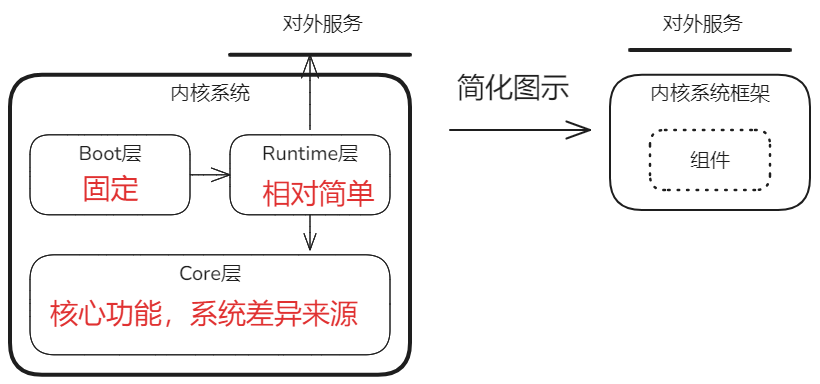 对外服务
内核系统
Boot层
固定
Runtime层
相对简单
Core层
核心功能，系统差异来源
简化图示
对外服务
内核系统框架
组件